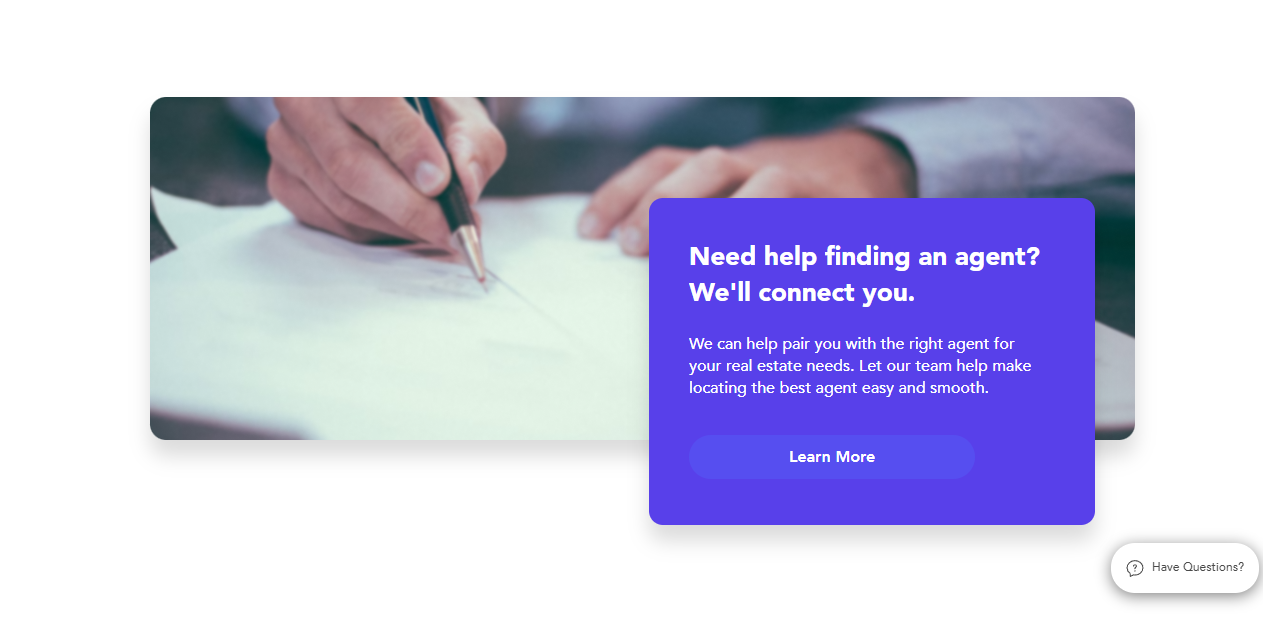 Need help finding an agent?
We'll connect you.
We can help pair you with the right agent for
your real estate needs. Let our team help make
locating the best agent easy and smooth.
Learn More
Have Questions?